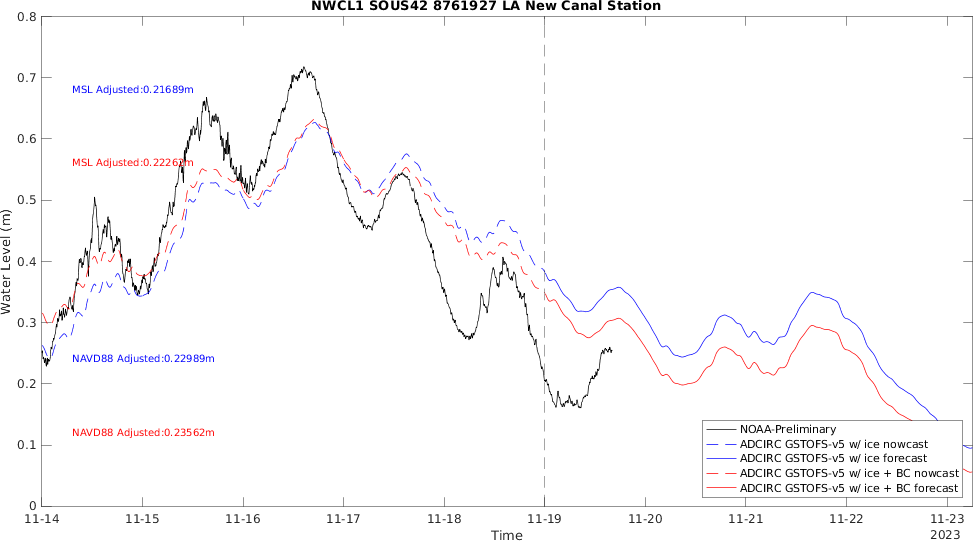 NWCL1 SOUS42 8761927 LA New Canal Station
0.8
0.7
0.6
0.5
0.4
0.3
0.2
0.1
0
Water Level (m)
MSL Adjusted:0.21689m
MSL Adjusted:0.22262m
NAVD88 Adjusted:0.22989m
NAVD88 Adjusted:0.23562m
NOAA-Preliminary
ADCIRC GSTOFS-v5 w/ ice nowcast
ADCIRC GSTOFS-v5 w/ ice forecast
ADCIRC GSTOFS-v5 w/ ice + BC nowcast
ADCIRC GSTOFS-v5 w/ ice + BC forecast
11-14 11-15 11-16 11-17 11-18 11-19 11-20 11-21 11-22 11-23
2023
Time